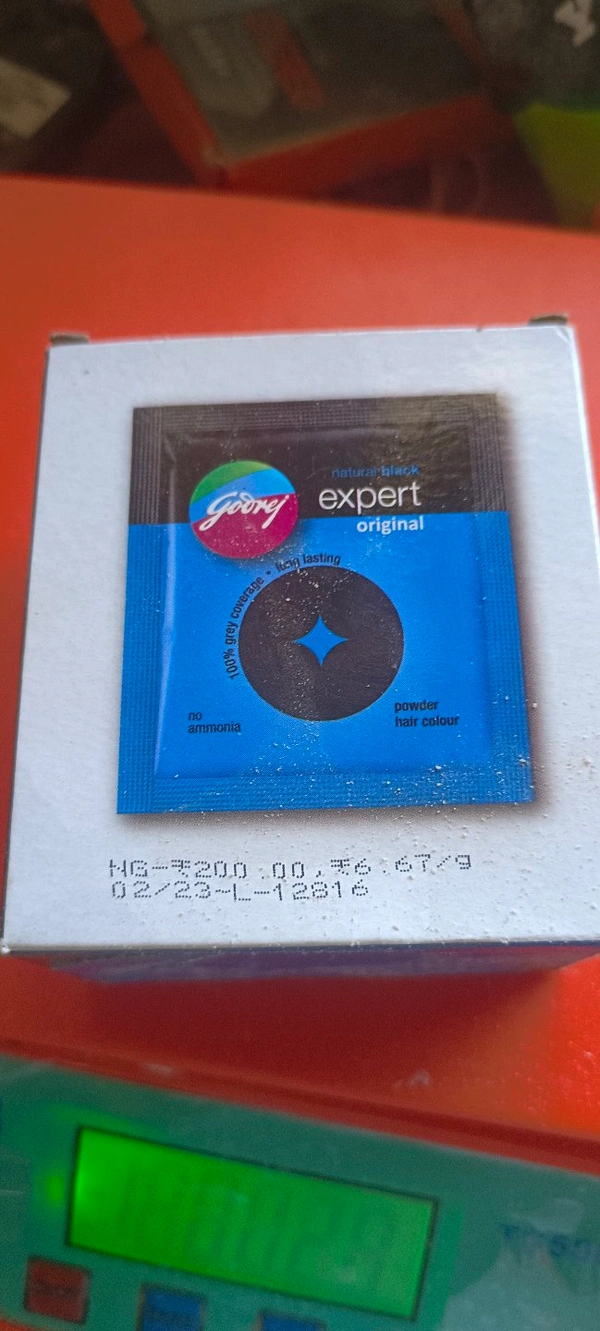 natural black
Godrej
expert
original
100% grey coverage • long lasting
no
ammonia
powder
hair colour
NG-₹200.00,₹6.67/g
02/23-L-12816